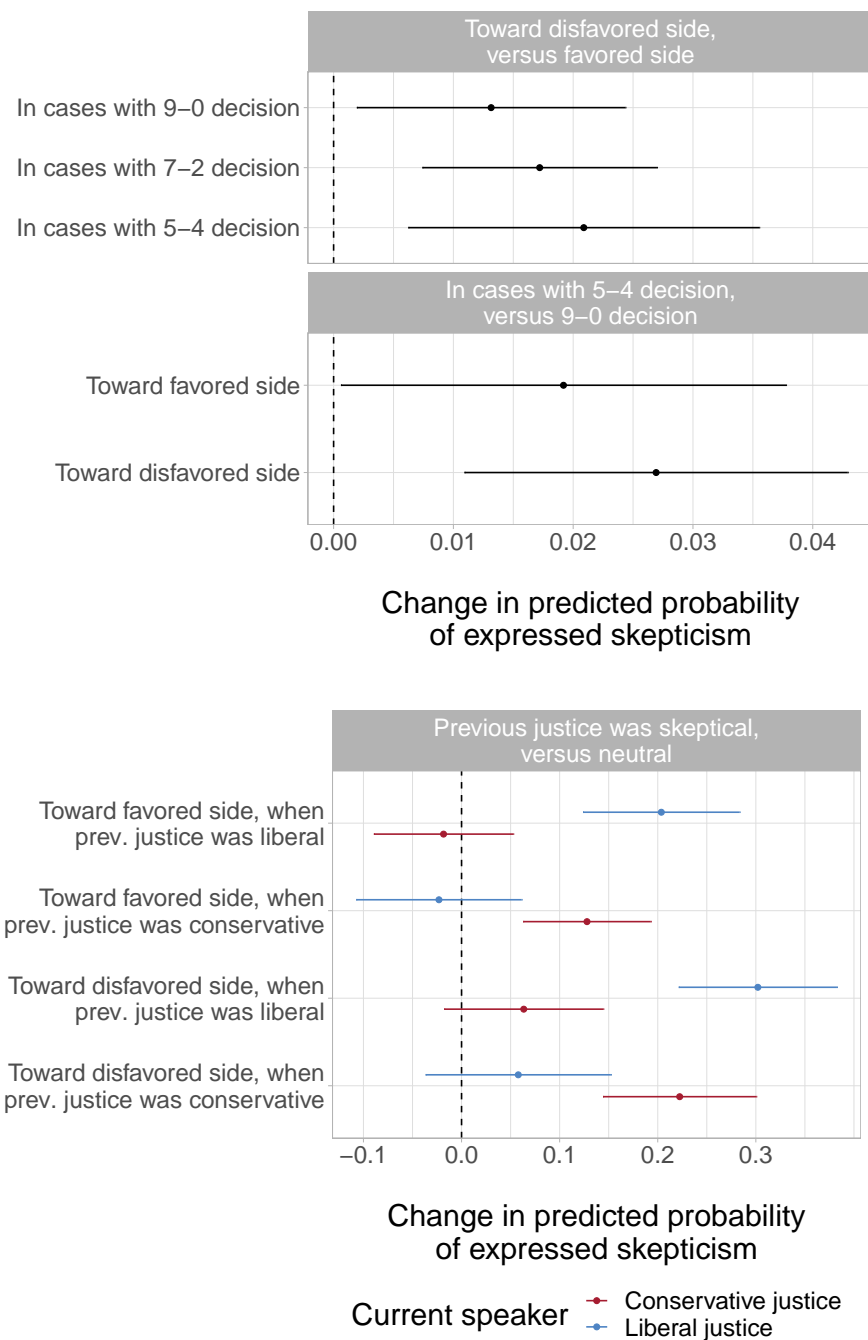 Toward disfavored side,
versus favored side
In cases with 9−0 decision
In cases with 7−2 decision
In cases with 5−4 decision
In cases with 5−4 decision,
versus 9−0 decision
Toward favored side
Toward disfavored side
0.00 0.01 0.02 0.03 0.04
Change in predicted probability
of expressed skepticism
Previous justice was skeptical,
versus neutral
Toward favored side, when
prev. justice was liberal
Toward favored side, when
prev. justice was conservative
Toward disfavored side, when
prev. justice was liberal
Toward disfavored side, when
prev. justice was conservative
−0.1 0.0 0.1 0.2 0.3
Change in predicted probability
of expressed skepticism
Current speaker
Conservative justice
Liberal justice